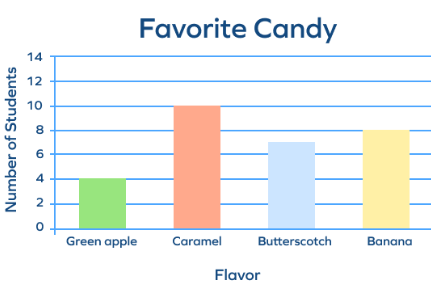 Favorite Candy
Number of Students
14
12
10
8
6
4
2
0
Green apple Caramel Butterscotch Banana
Flavor